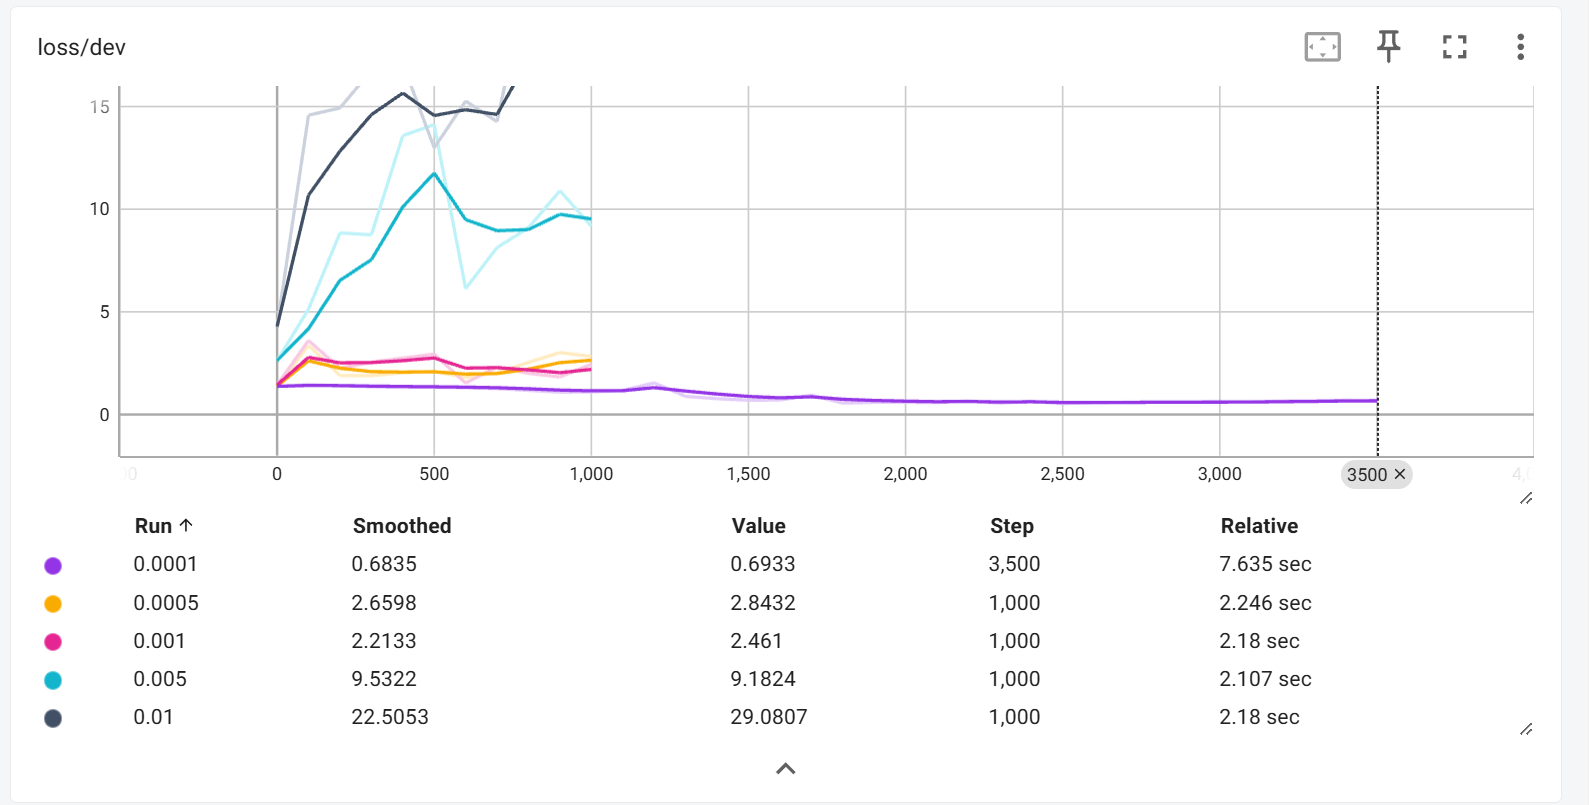 loss/dev
15
10
5
0
0 500 1,000 1,500 2,000 2,500 3,000 3500 ×
Run ↑ Smoothed Value Step Relative
0.0001 0.6835 0.6933 3,500 7.635 sec
0.0005 2.6598 2.8432 1,000 2.246 sec
0.001 2.2133 2.461 1,000 2.18 sec
0.005 9.5322 9.1824 1,000 2.107 sec
0.01 22.5053 29.0807 1,000 2.18 sec